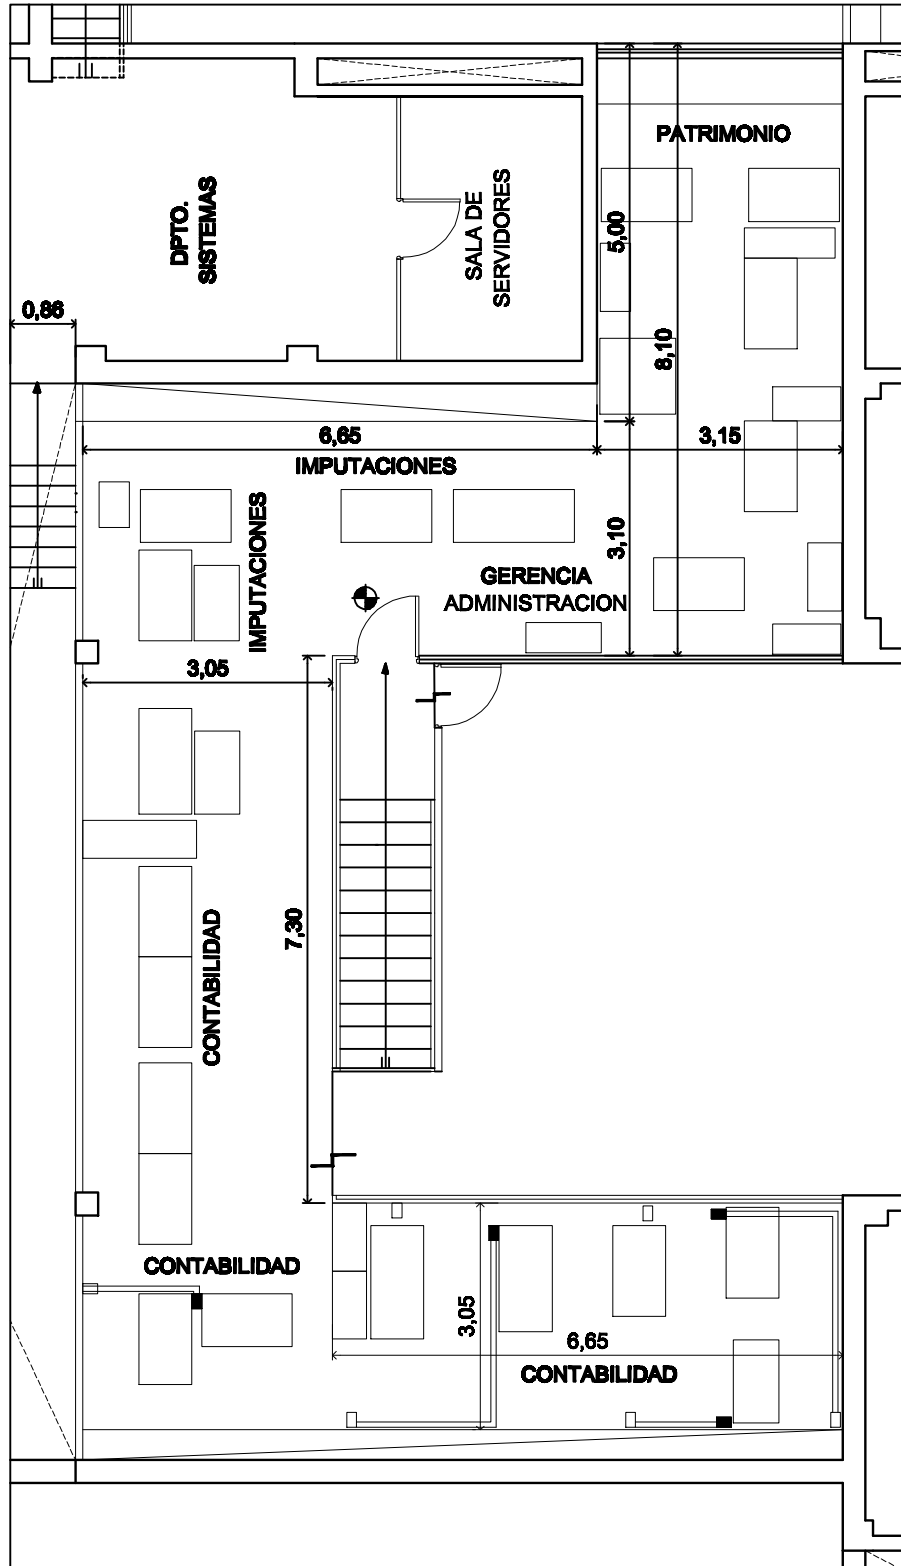 PATRIMONIO
DPTO.
SISTEMAS
SALA DE
SERVIDORES
5,00
0,86
8,10
6,65
3,15
IMPUTACIONES
IMPUTACIONES
3,10
GERENCIA
ADMINISTRACION
3,05
7,30
CONTABILIDAD
CONTABILIDAD
3,05
6,65
CONTABILIDAD